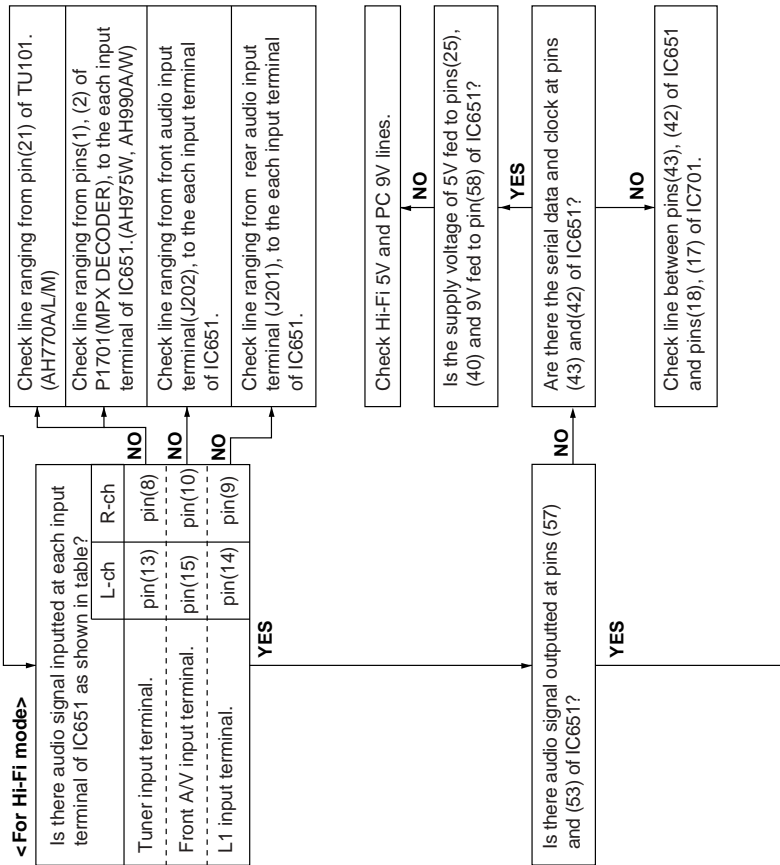 <For Hi-Fi mode>
Is there audio signal inputted at each input
terminal of IC651 as shown in table?
L-ch R-ch
Tuner input terminal. pin(13) pin(8)
Front A/V input terminal. pin(15) pin(10)
L1 input terminal. pin(14) pin(9)
NO
NO
NO
Check line ranging from pin(21) of TU101.
(AH770A/L/M)
Check line ranging from pins(1), (2) of
P1701(MPX DECODER), to the each input
terminal of IC651.(AH975W, AH990A/W)
Check line ranging from front audio input
terminal(J202), to the each input terminal
of IC651.
Check line ranging from rear audio input
terminal (J201), to the each input terminal
of IC651.
YES
Is there audio signal outputted at pins (57)
and (53) of IC651?
NO
Are there the serial data and clock at pins
(43) and(42) of IC651?
YES
Is the supply voltage of 5V fed to pins(25),
(40) and 9V fed to pin(58) of IC651?
NO
Check Hi-Fi 5V and PC 9V lines.
NO
Check line between pins(43), (42) of IC651
and pins(18), (17) of IC701.
YES